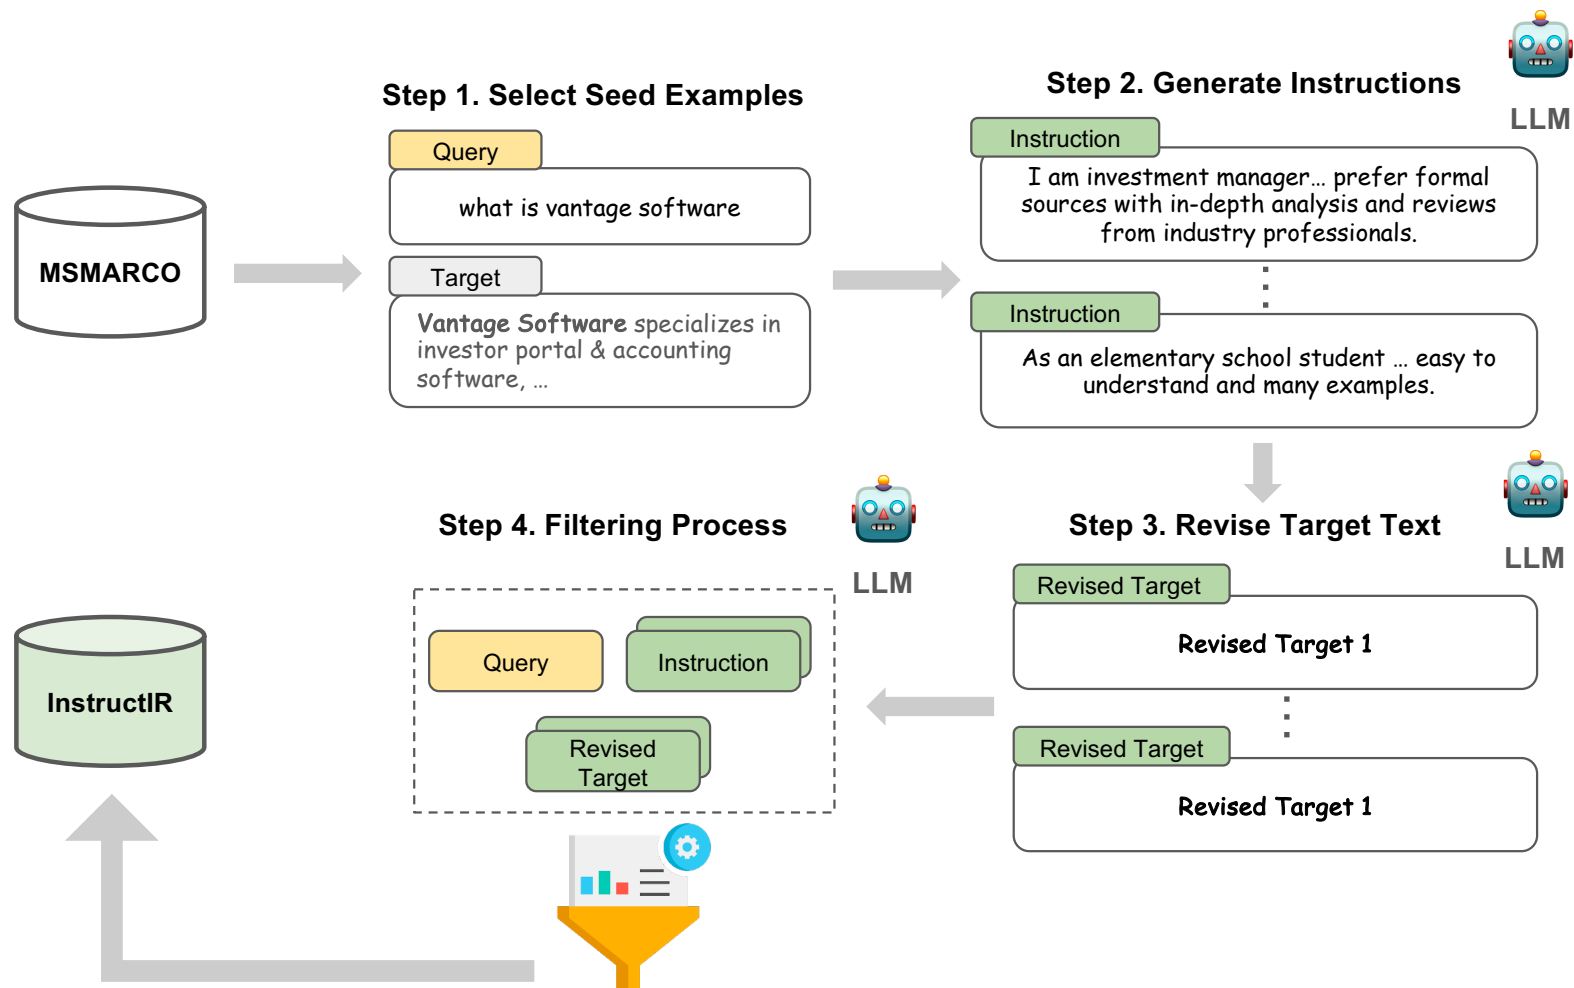 Step 1. Select Seed Examples
Query
what is vantage software
Target
Vantage Software specializes in
investor portal & accounting
software, ...
MSMARCO
Step 2. Generate Instructions
LLM
Instruction
I am investment manager... prefer formal
sources with in-depth analysis and reviews
from industry professionals.
Instruction
As an elementary school student ... easy to
understand and many examples.
Step 3. Revise Target Text
LLM
Revised Target
Revised Target 1
Revised Target
Revised Target 1
Step 4. Filtering Process
LLM
Query
Instruction
Revised
Target
InstructIR